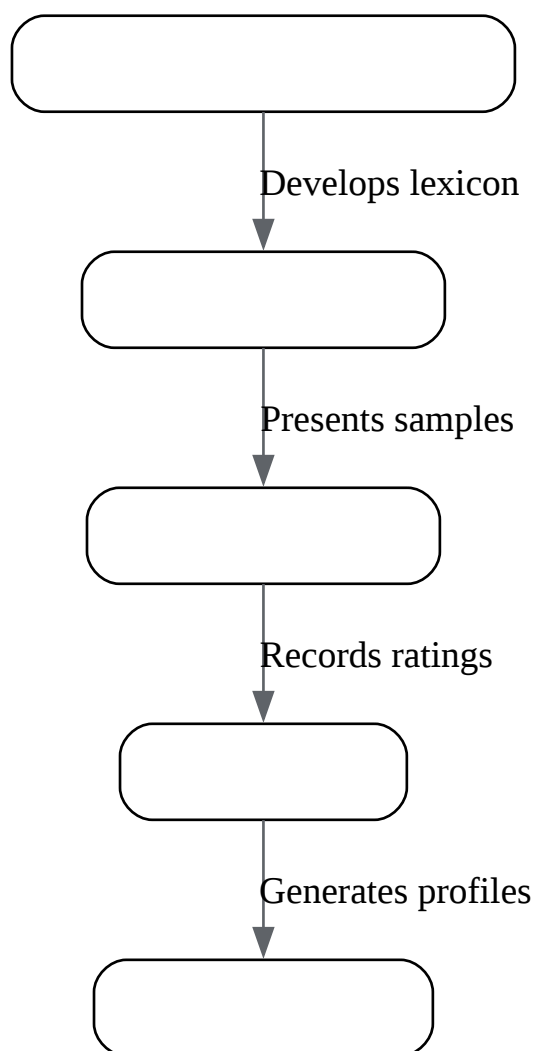 Develops lexicon
Presents samples
Records ratings
Generates profiles